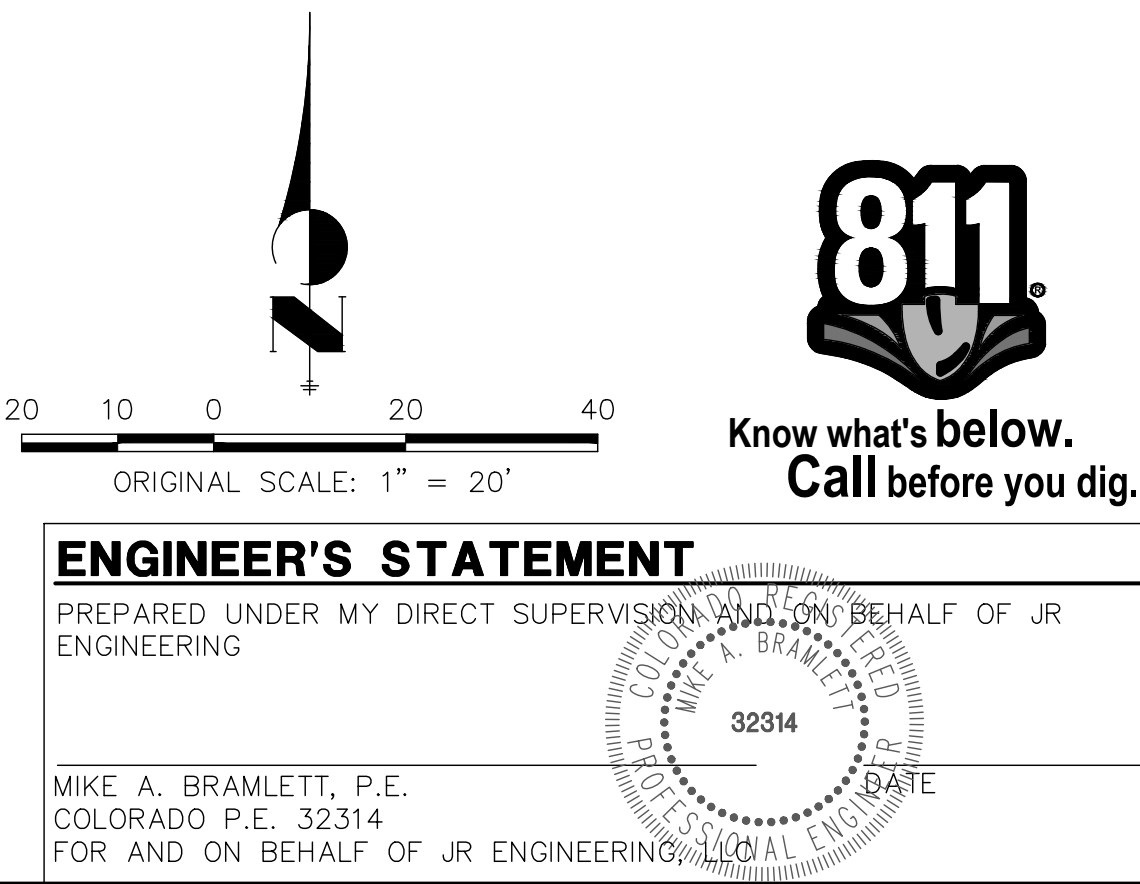 N
811®
Know what's below.
Call before you dig.
20 10 0 20 40
ORIGINAL SCALE: 1" = 20'
ENGINEER'S STATEMENT
PREPARED UNDER MY DIRECT SUPERVISION AND ON BEHALF OF JR
ENGINEERING
COLORADO REGISTERED
MIKE A. BRAMLETT
32314
PROFESSIONAL ENGINEER
MIKE A. BRAMLETT, P.E.
DATE
COLORADO P.E. 32314
FOR AND ON BEHALF OF JR ENGINEERING, LLC